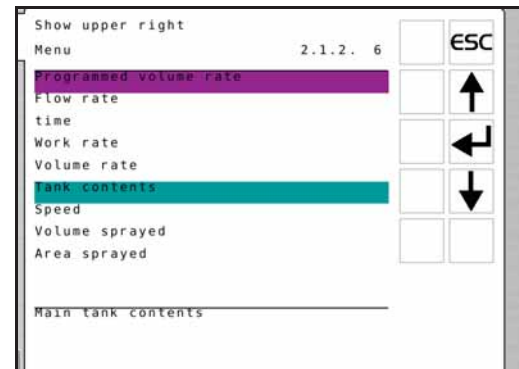 Show upper right
Menu 2.1.2. 6
ESC
Programmed volume rate
Flow rate
time
Work rate
Volume rate
Tank contents
Speed
Volume sprayed
Area sprayed
Main tank contents